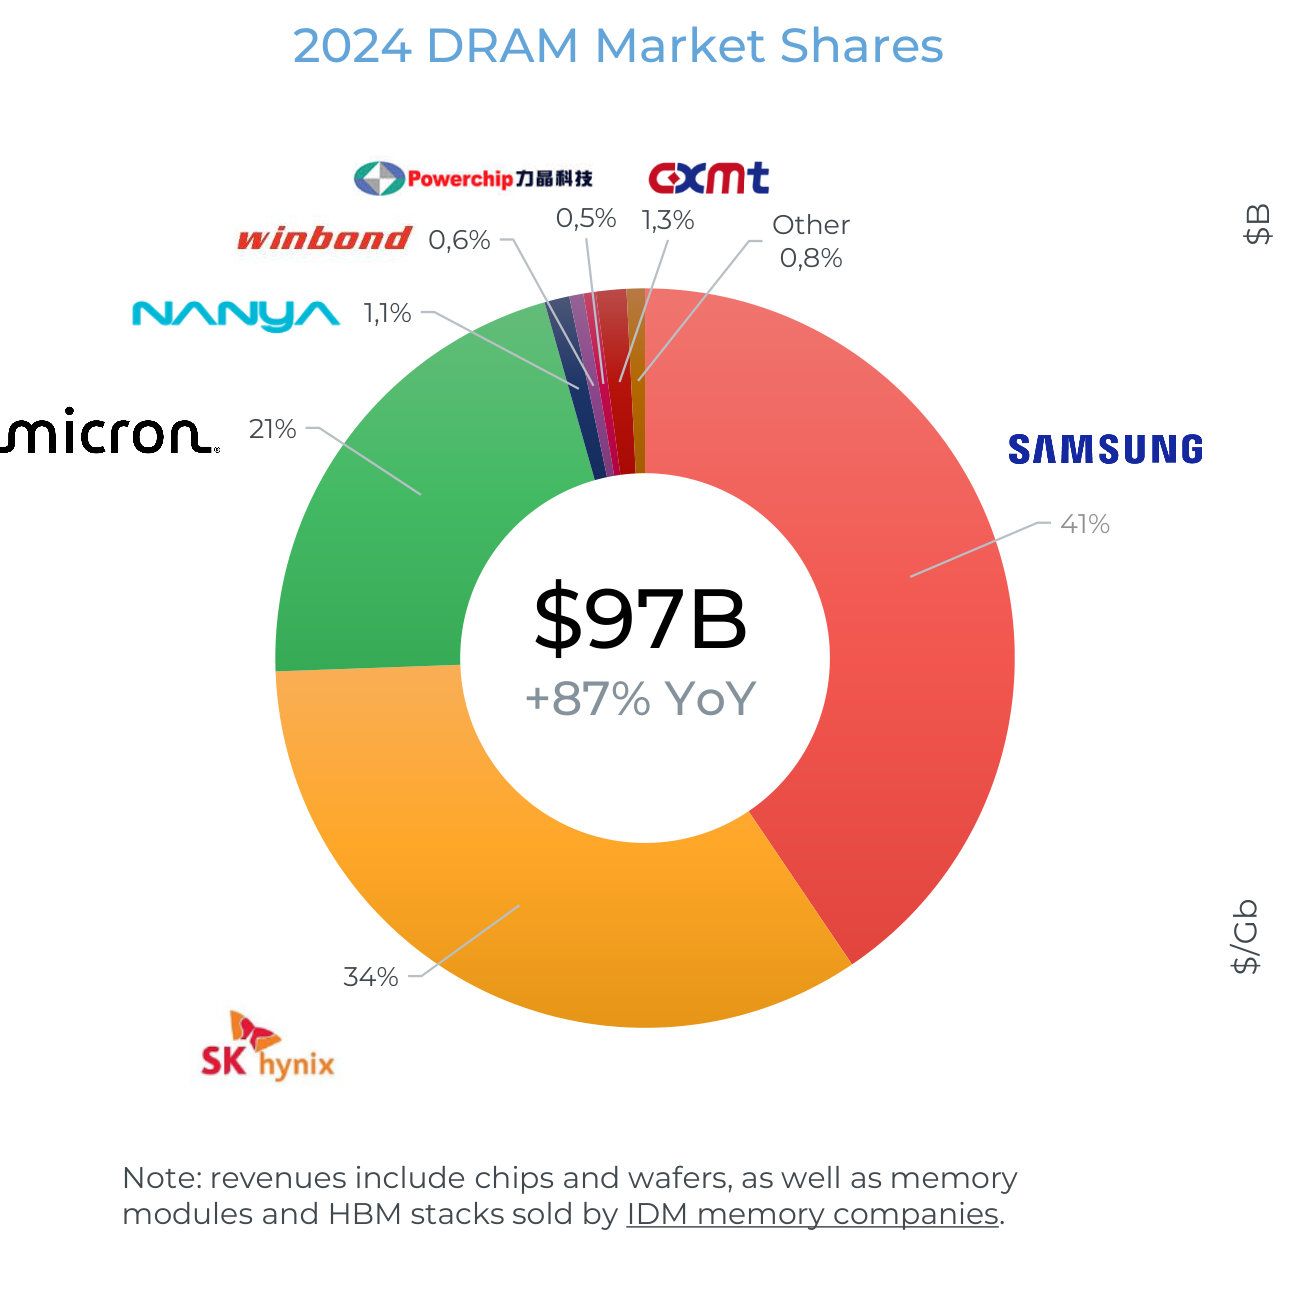 2024 DRAM Market Shares
Powerchip力晶科技
cxmt
winbond
0,6%
0,5%
1,3%
Other
0,8%
$B
NANYA
1,1%
micron®
21%
SAMSUNG
41%
$97B
+87% YoY
$/Gb
34%
SK hynix
Note: revenues include chips and wafers, as well as memory
modules and HBM stacks sold by IDM memory companies.